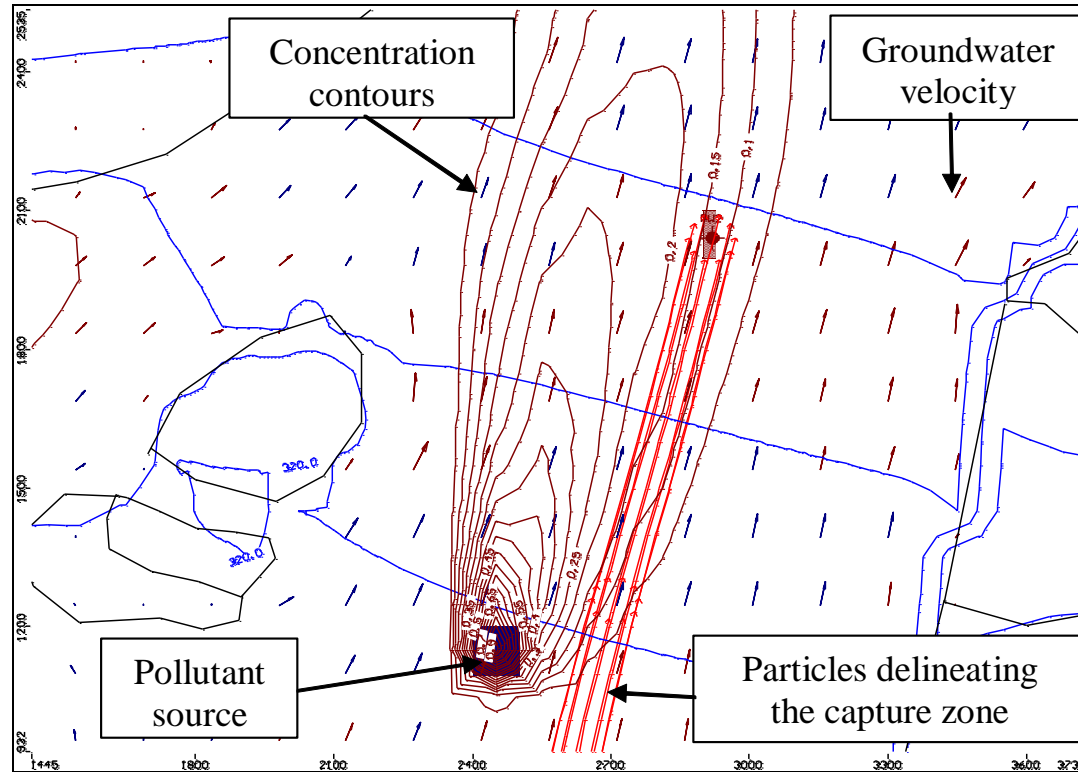 Concentration
contours
Groundwater
velocity
Pollutant
source
Particles delineating
the capture zone
2400
2100
1800
1500
1200
932
1445
1800
2100
2400
2700
3000
3300
3600
0.15
0.1
0.2
0.25
320.0
320.0